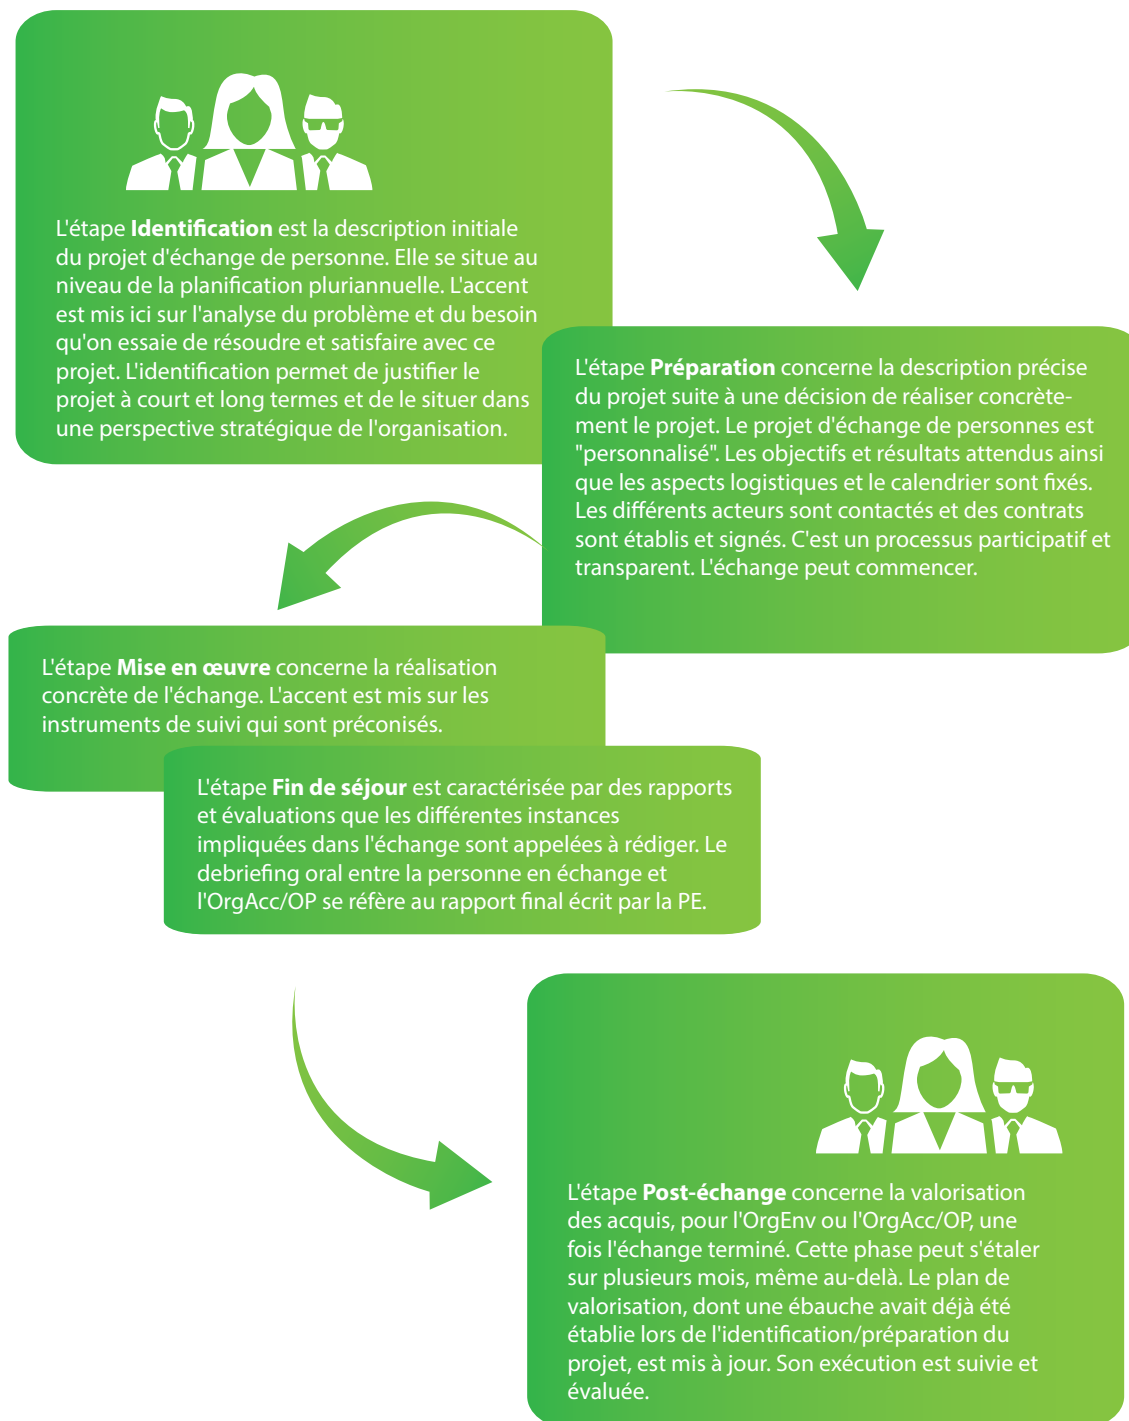 L'étape Identification est la description initiale
du projet d'échange de personne. Elle se situe au
niveau de la planification pluriannuelle. L'accent
est mis ici sur l'analyse du problème et du besoin
qu'on essaie de résoudre et satisfaire avec ce
projet. L'identification permet de justifier le
projet à court et long termes et de le situer dans
une perspective stratégique de l'organisation.
L'étape Préparation concerne la description précise
du projet suite à une décision de réaliser concrète-
ment le projet. Le projet d'échange de personnes est
"personnalisé". Les objectifs et résultats attendus ainsi
que les aspects logistiques et le calendrier sont fixés.
Les différents acteurs sont contactés et des contrats
sont établis et signés. C'est un processus participatif et
transparent. L'échange peut commencer.
L'étape Mise en œuvre concerne la réalisation
concrète de l'échange. L'accent est mis sur les
instruments de suivi qui sont préconisés.
L'étape Fin de séjour est caractérisée par des rapports
et évaluations que les différentes instances
impliquées dans l'échange sont appelées à rédiger. Le
debriefing oral entre la personne en échange et
l'OrgAcc/OP se réfère au rapport final écrit par la PE.
L'étape Post-échange concerne la valorisation
des acquis, pour l'OrgEnv ou l'OrgAcc/OP, une
fois l'échange terminé. Cette phase peut s'étaler
sur plusieurs mois, même au-delà. Le plan de
valorisation, dont une ébauche avait déjà été
établie lors de l'identification/préparation du
projet, est mis à jour. Son exécution est suivie et
évaluée.